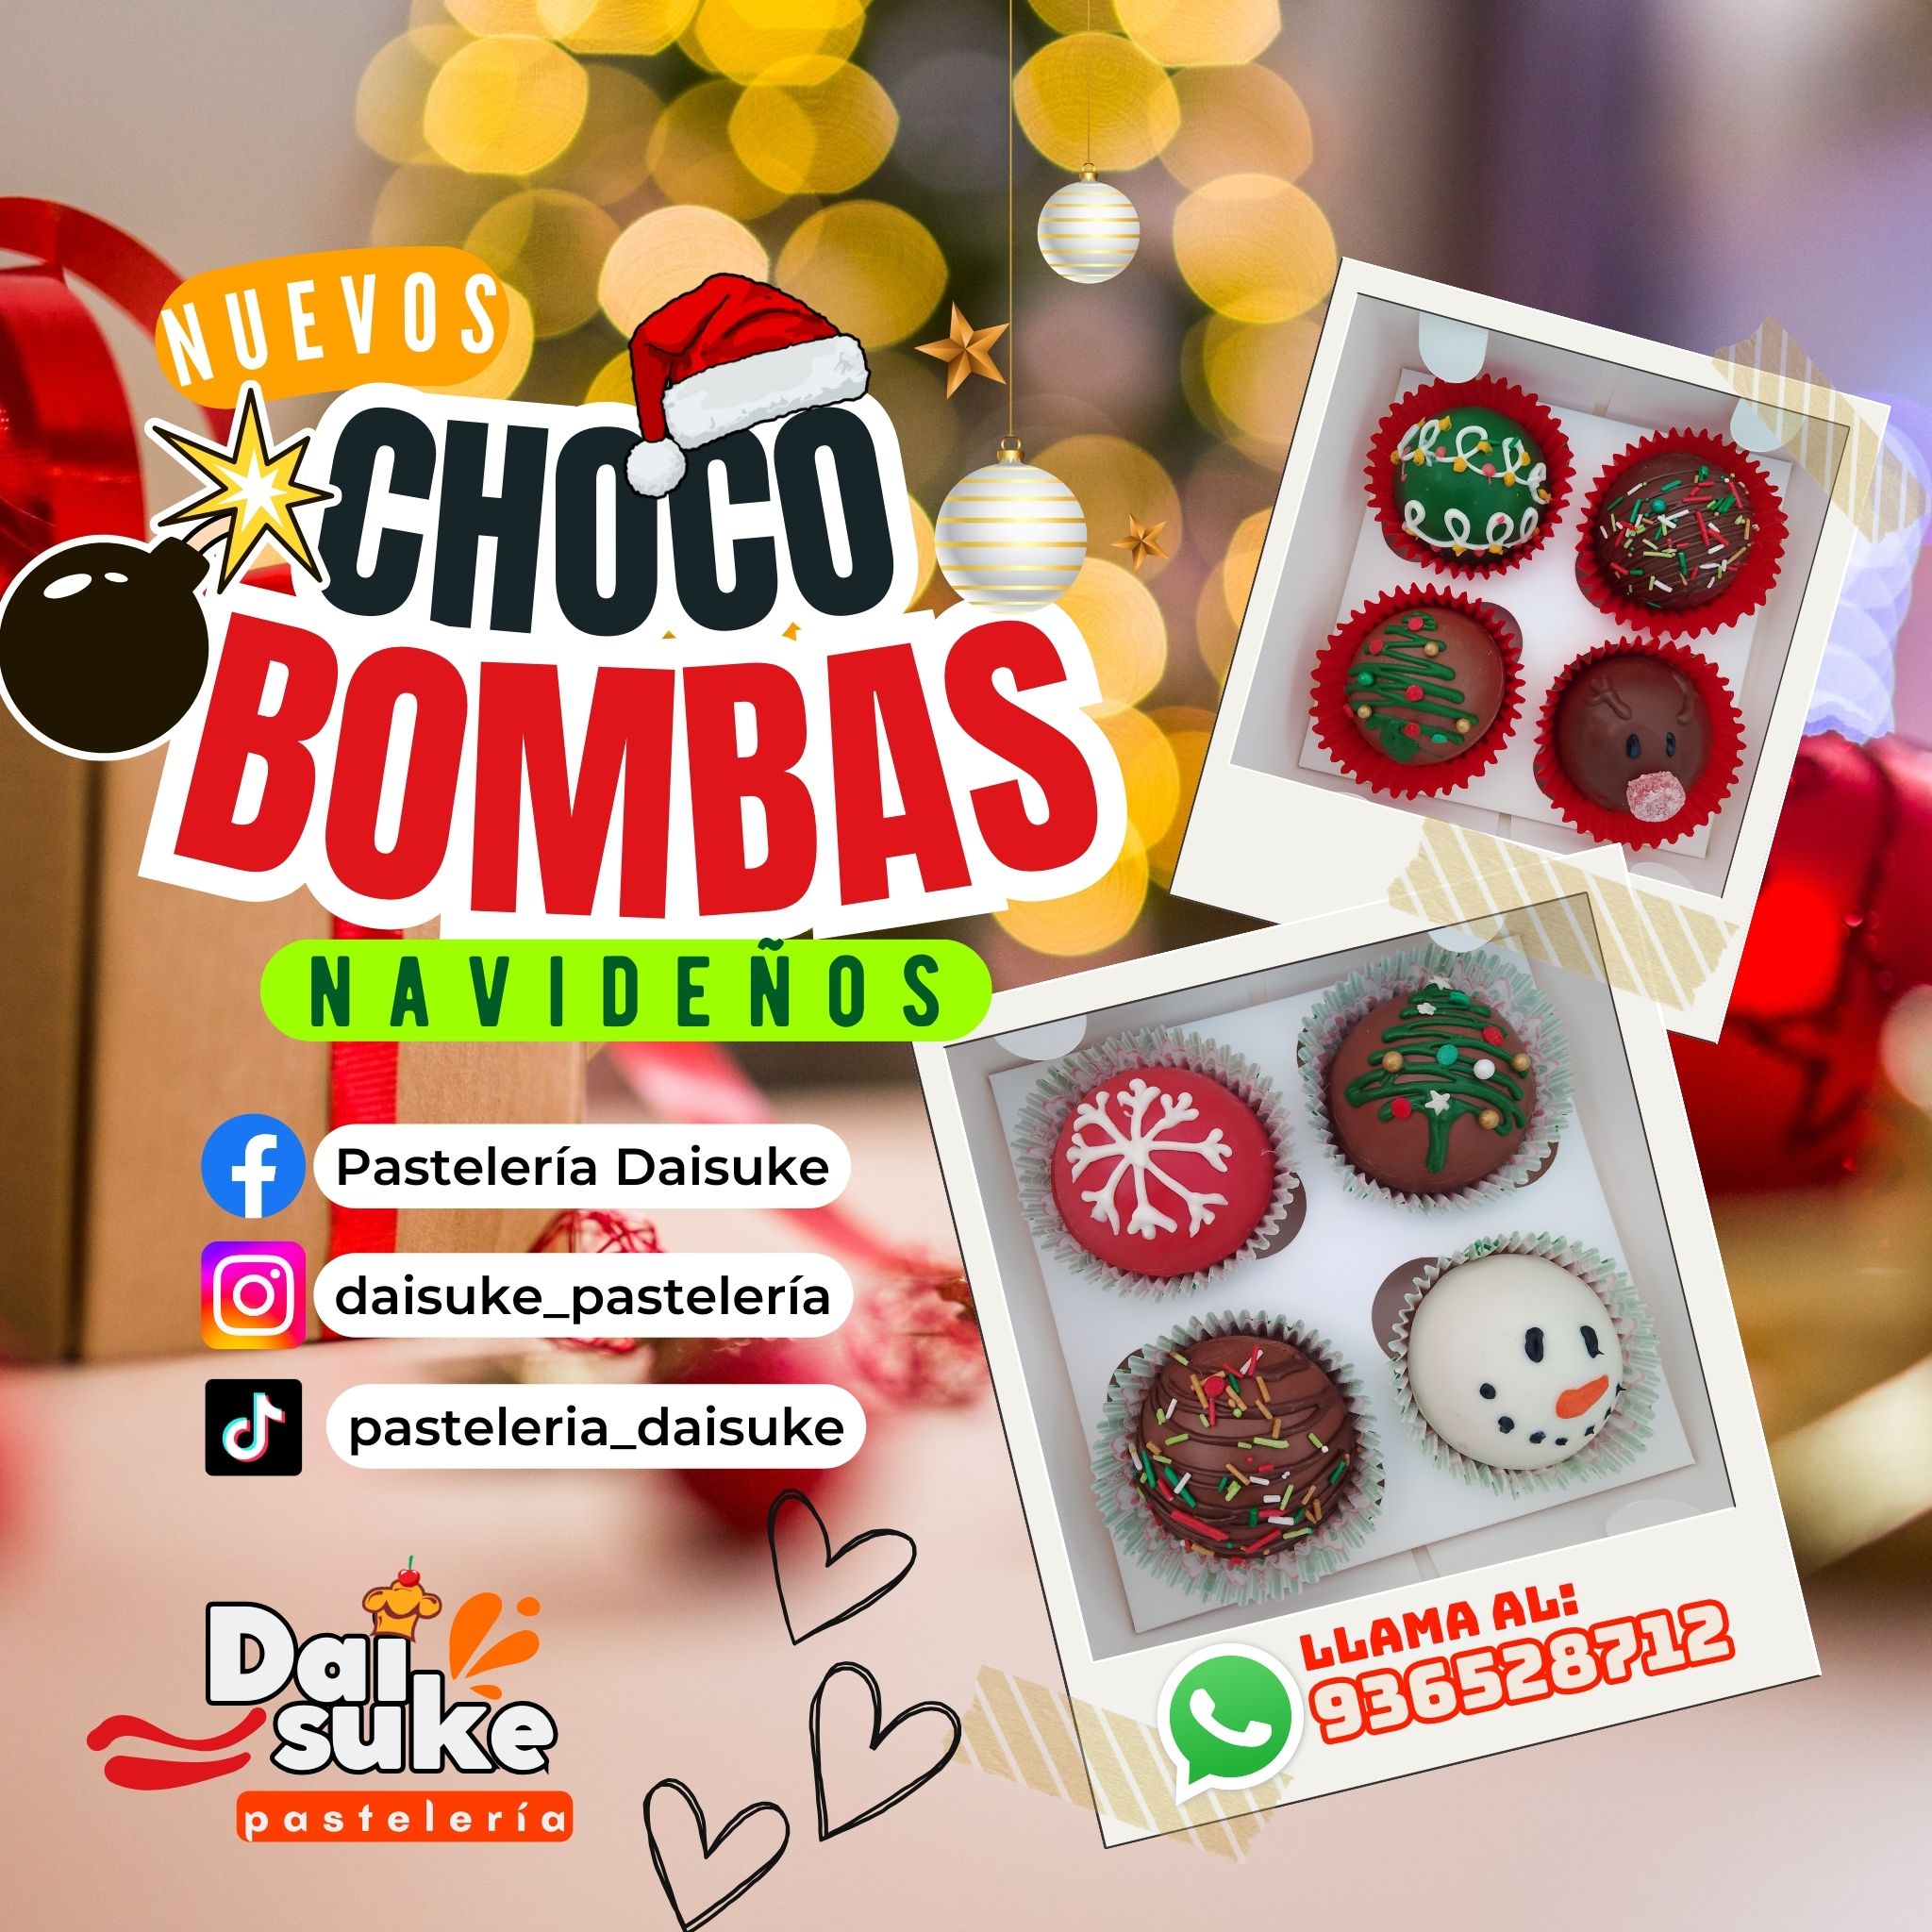 NUEVOS
CHOCO
BOMBAS
NAVIDEÑOS
Pastelería Daisuke
daisuke_pastelería
pasteleria_daisuke
Dai
suke
pastelería
LLAMA AL:
936528712